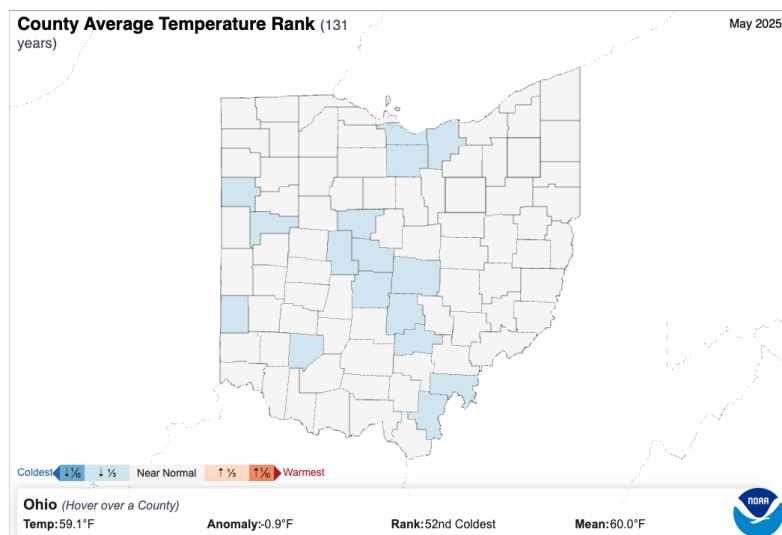 County Average Temperature Rank (131
years)
May 2025
Coldest ↓⅒ ↓ ⅓ Near Normal ↑ ⅓ ↑⅒ Warmest
Ohio (Hover over a County)
Temp:59.1°F Anomaly:-0.9°F Rank:52nd Coldest Mean:60.0°F
NOAA